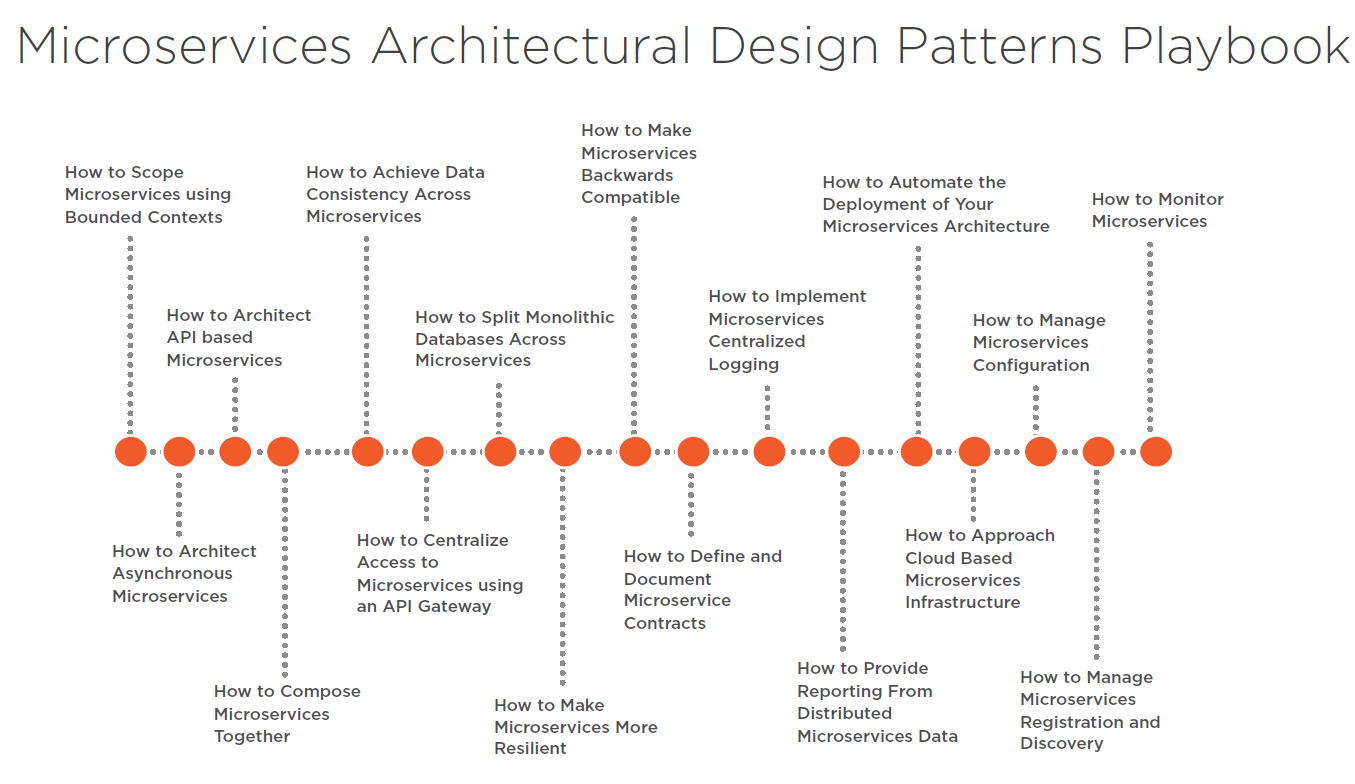 Microservices Architectural Design Patterns Playbook
How to Scope
Microservices using
Bounded Contexts
How to Architect
Asynchronous
Microservices
How to Architect
API based
Microservices
How to Compose
Microservices
Together
How to Achieve Data
Consistency Across
Microservices
How to Centralize
Access to
Microservices using
an API Gateway
How to Split Monolithic
Databases Across
Microservices
How to Make
Microservices More
Resilient
How to Make
Microservices
Backwards
Compatible
How to Define and
Document
Microservice
Contracts
How to Implement
Microservices
Centralized
Logging
How to Provide
Reporting From
Distributed
Microservices Data
How to Automate the
Deployment of Your
Microservices Architecture
How to Approach
Cloud Based
Microservices
Infrastructure
How to Manage
Microservices
Configuration
How to Manage
Microservices
Registration and
Discovery
How to Monitor
Microservices